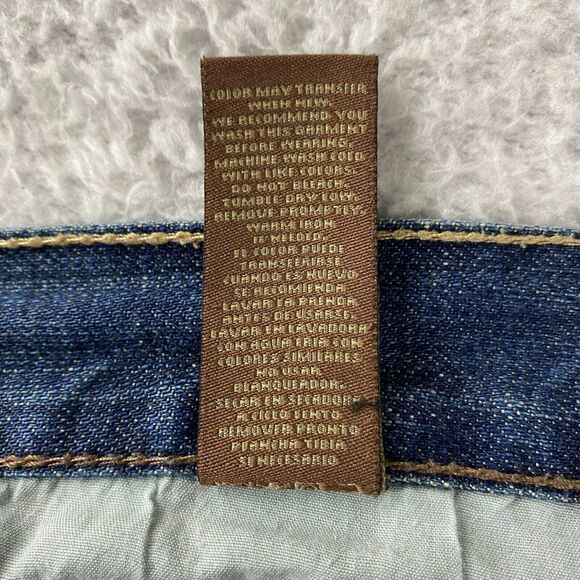 COLOR MAY TRANSFER
WHEN NEW.
WE RECOMMEND YOU
WASH THIS GARMENT
BEFORE WEARING.
MACHINE WASH COLD
WITH LIKE COLORS.
DO NOT BLEACH.
TUMBLE DRY LOW.
REMOVE PROMPTLY.
WARM IRON
IF NEEDED.
EL COLOR PUEDE
TRANSFERIRSE
CUANDO ES NUEVO
SE RECOMIENDA
LAVAR LA PRENDA
ANTES DE USARSE.
LAVAR EN LAVADORA
CON AGUA FRIA CON
COLORES SIMILARES
NO USAR
BLANQUEADOR.
SECAR EN SECADORA
A CICLO LENTO
REMOVER PRONTO
PLANCHA TIBIA
SI NECESARIO